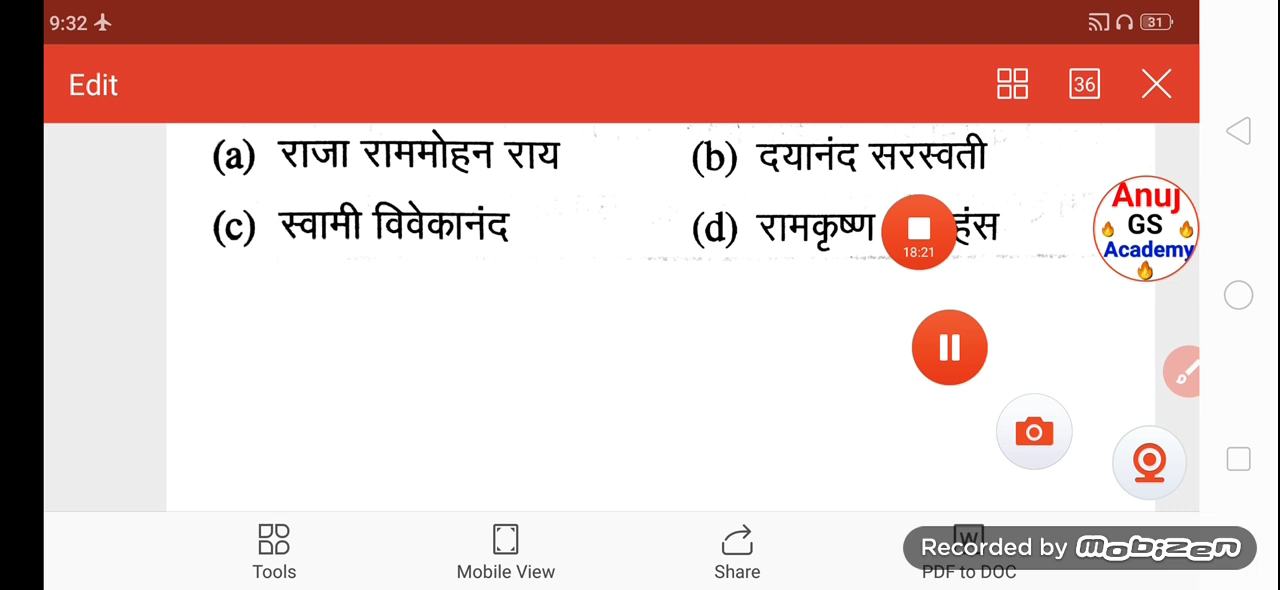 9:32 31
Edit 36
(a) राजा राममोहन राय (b) दयानंद सरस्वती
(c) स्वामी विवेकानंद (d) रामकृष्ण हंस
18:21
Anuj
GS
Academy
Recorded by mobizen
Tools Mobile View Share PDF to DOC